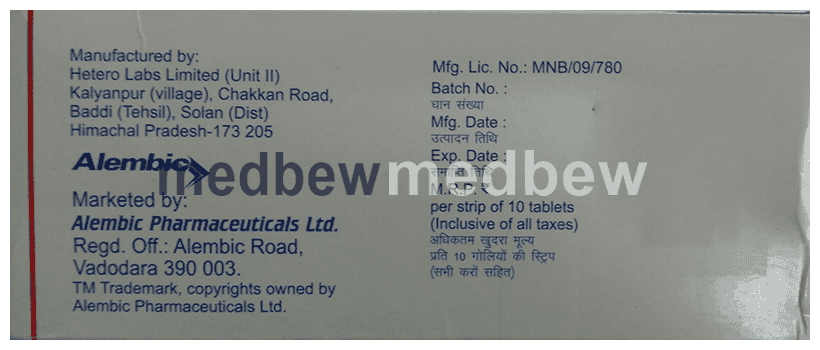 Manufactured by:
Hetero Labs Limited (Unit II)
Kalyanpur (village), Chakkan Road,
Baddi (Tehsil), Solan (Dist)
Himachal Pradesh-173 205
Alembic
medbewmedbew
Marketed by:
Alembic Pharmaceuticals Ltd.
Regd. Off.: Alembic Road,
Vadodara 390 003.
TM Trademark, copyrights owned by
Alembic Pharmaceuticals Ltd.
Mfg. Lic. No.: MNB/09/780
Batch No. :
घान संख्या
Mfg. Date :
उत्पादन तिथि
Exp. Date :
समाप्ति तिथि
M.R.P. ₹
per strip of 10 tablets
(Inclusive of all taxes)
अधिकतम खुदरा मूल्य
प्रति 10 गोलियों की स्ट्रिप
(सभी करों सहित)